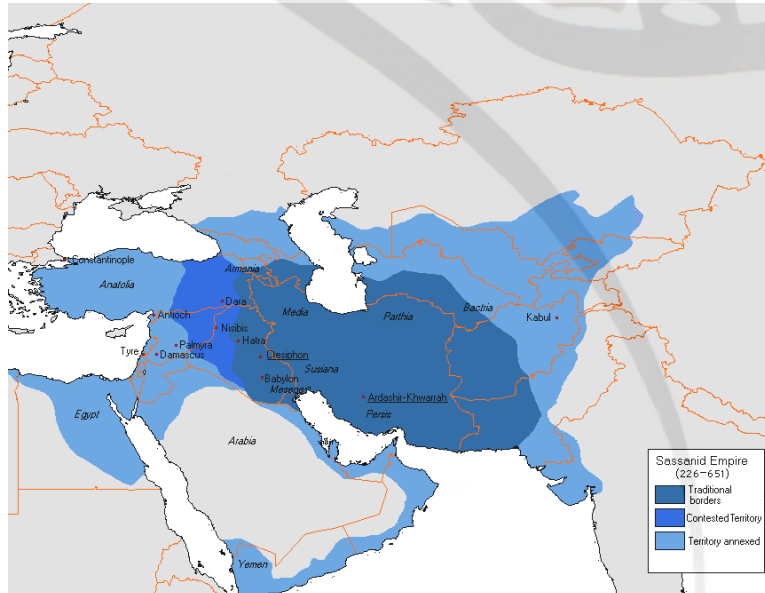 Constantinople
Anatolia
Armenia
Dara
Media
Parthia
Bactria
Kabul
Antioch
Nisibis
Hatra
Palmyra
Tyre
Damascus
Ctesiphon
Susiana
Babylon
Mesene
Ardashir-Khwarrah
Persis
Egypt
Arabia
Yemen
Sassanid Empire
(226-651)
Traditional
borders
Contested Territory
Territory annexed